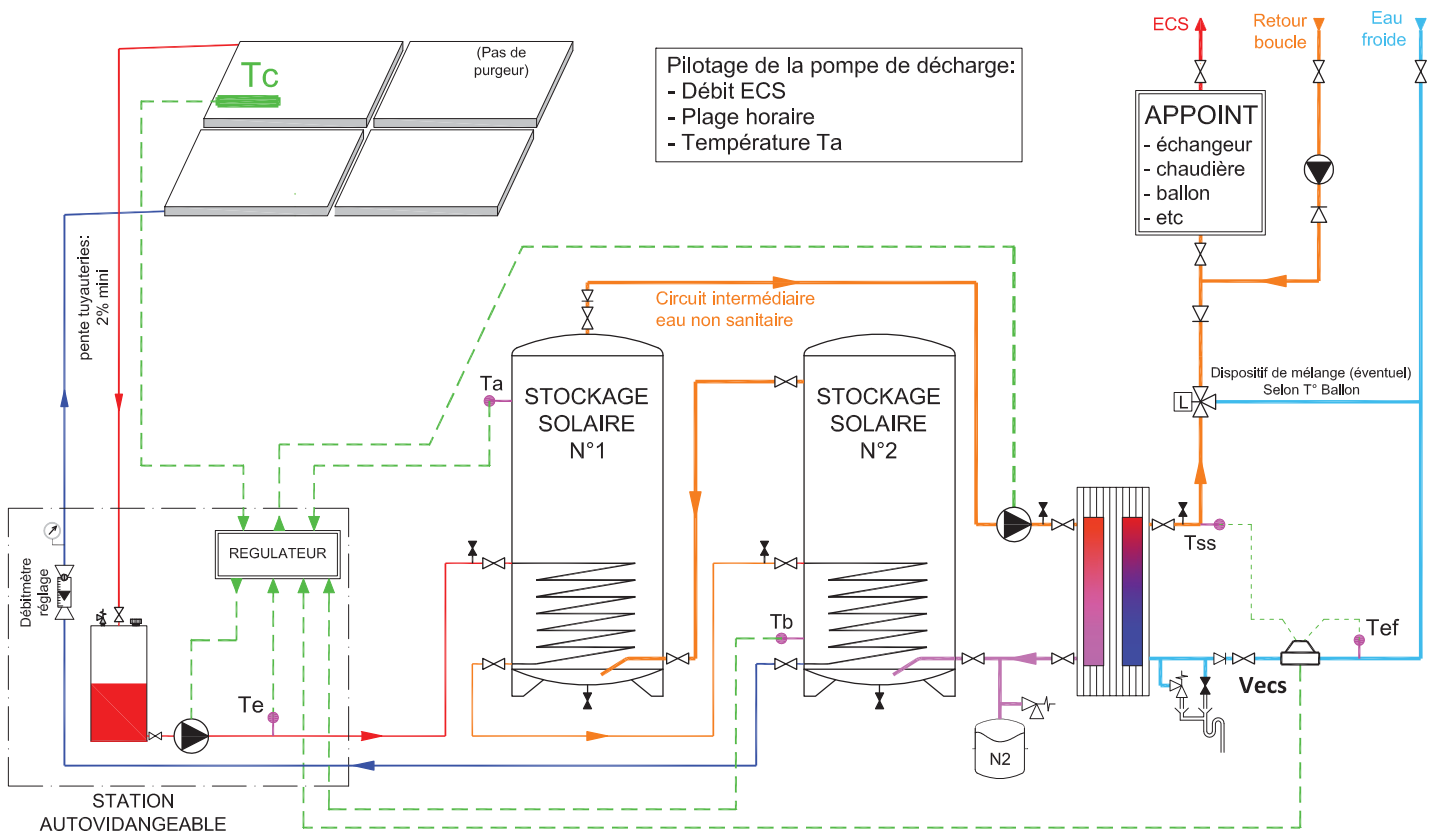 ECS
Retour
boucle
Eau
froide
(Pas de
purgeur)
Tc
Pilotage de la pompe de décharge:
- Débit ECS
- Plage horaire
- Température Ta
APPOINT
- échangeur
- chaudière
- ballon
- etc
pente tuyauteries:
2% mini
Circuit intermédiaire
eau non sanitaire
Ta
STOCKAGE
SOLAIRE
N°1
STOCKAGE
SOLAIRE
N°2
Dispositif de mélange (éventuel)
Selon T° Ballon
L
REGULATEUR
Débitmètre
réglage
Tss
Tb
Tef
Te
Vecs
N2
STATION
AUTOVIDANGEABLE